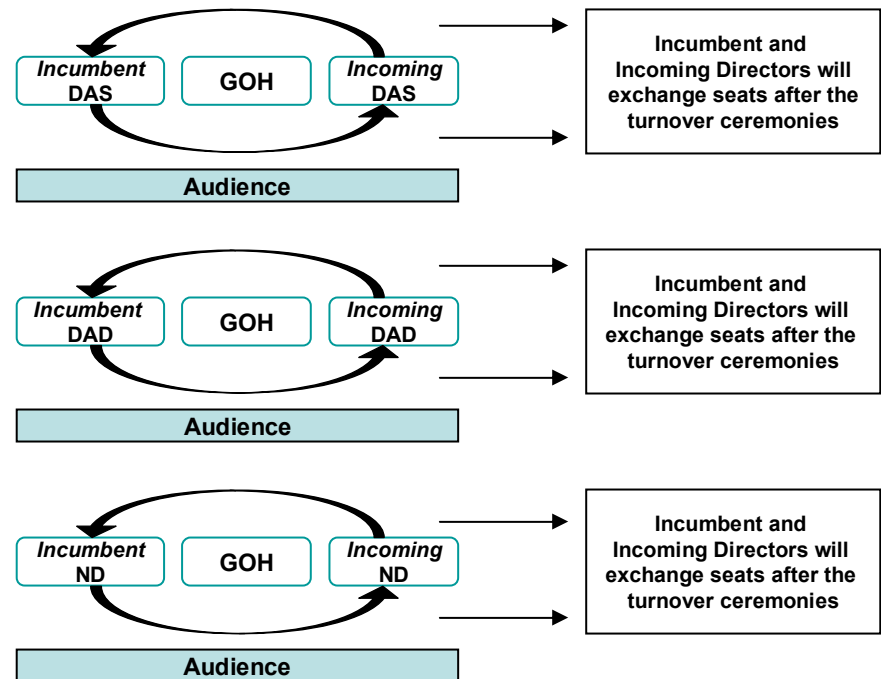 Incumbent
DAS
GOH
Incoming
DAS
Incumbent and
Incoming Directors will
exchange seats after the
turnover ceremonies
Audience
Incumbent
DAD
GOH
Incoming
DAD
Incumbent and
Incoming Directors will
exchange seats after the
turnover ceremonies
Audience
Incumbent
ND
GOH
Incoming
ND
Incumbent and
Incoming Directors will
exchange seats after the
turnover ceremonies
Audience